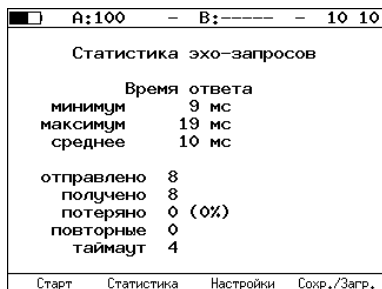 A:100 – B:----- – 10 10
Статистика эхо-запросов
Время ответа
минимум 9 мс
максимум 19 мс
среднее 10 мс
отправлено 8
получено 8
потеряно 0 (0%)
повторные 0
таймаут 4
Старт Статистика Настройки Сохр./Загр.